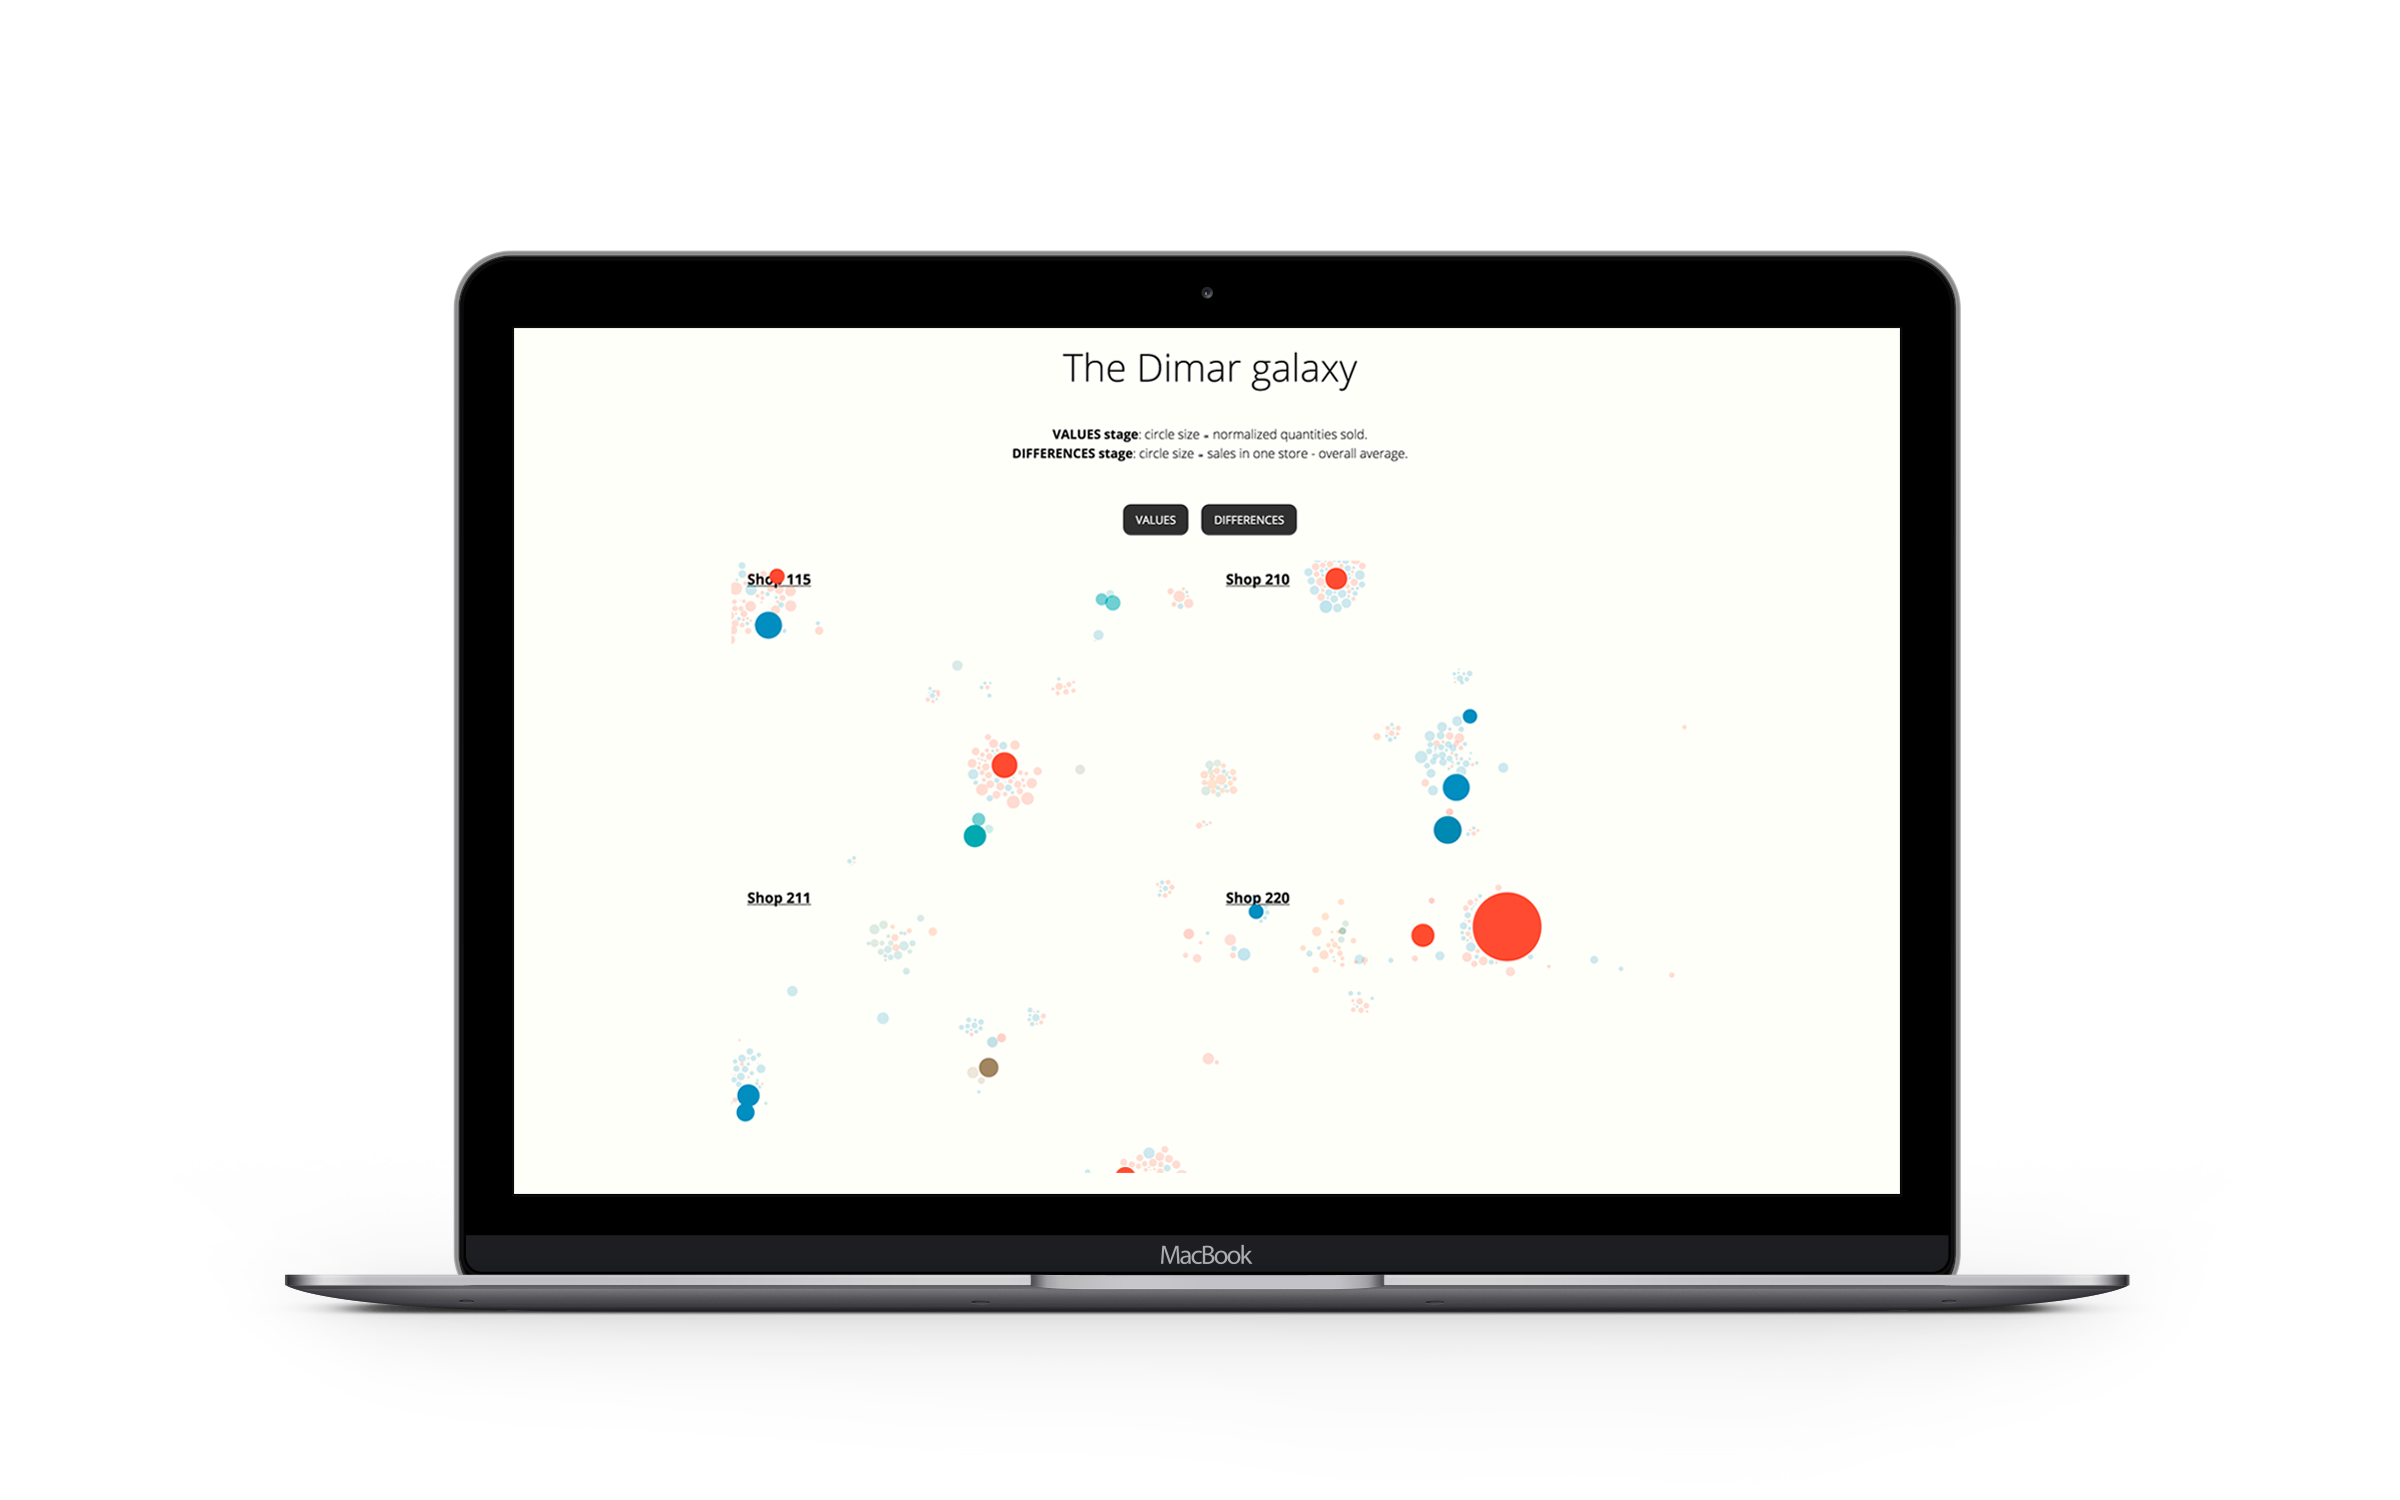 The Dimar galaxy
VALUES stage: circle size = normalized quantities sold.
DIFFERENCES stage: circle size = sales in one store - overall average.
VALUES DIFFERENCES
Shop 115 Shop 210
Shop 211 Shop 220
MacBook